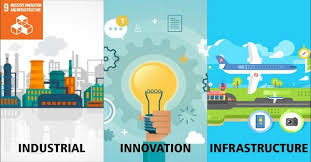 9 INDUSTRY, INNOVATION
AND INFRASTRUCTURE
INDUSTRIAL
INNOVATION
INFRASTRUCTURE